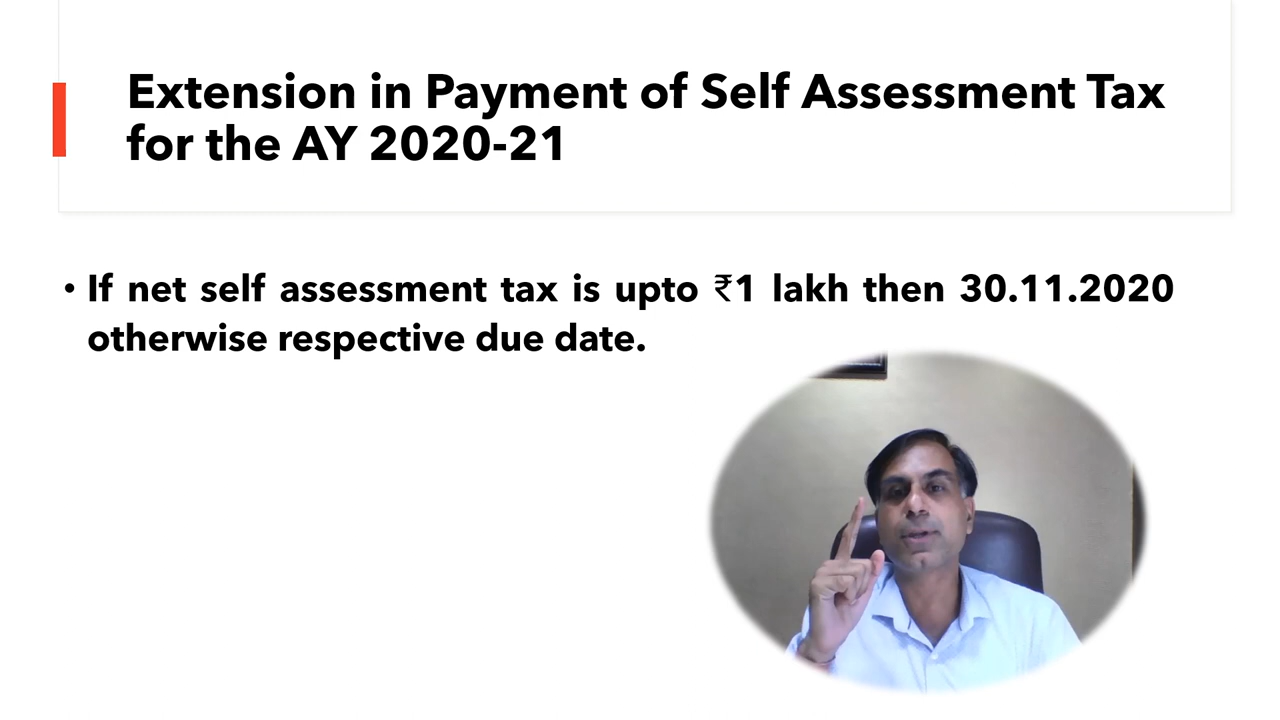 Extension in Payment of Self Assessment Tax
for the AY 2020-21
• If net self assessment tax is upto ₹1 lakh then 30.11.2020
otherwise respective due date.